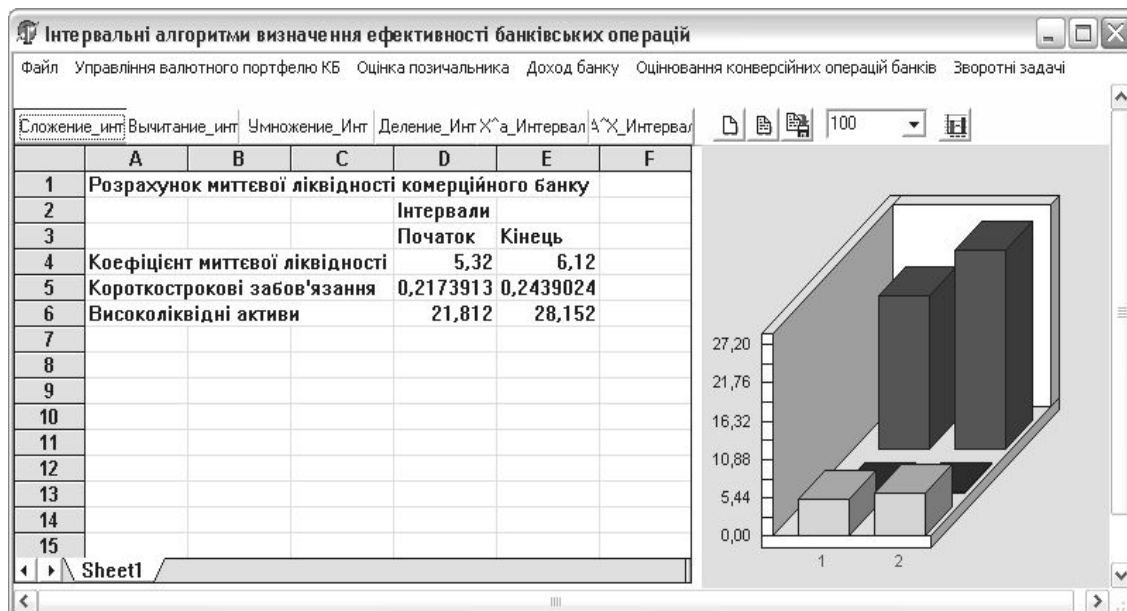 Інтервальні алгоритми визначення ефективності банківських операцій
Файл Управління валютного портфелю КБ Оцінка позичальника Доход банку Оцінювання конверсійних операцій банків Зворотні задачі
Сложение_инт Вычитание_инт Умножение_Инт Деление_Инт X^a_Интервал A^X_Интервал 100
A B C D E F
1 Розрахунок миттєвої ліквідності комерційного банку
2 Інтервали
3 Початок Кінець
4 Коефіцієнт миттєвої ліквідності 5,32 6,12
5 Короткострокові забов'язання 0,2173913 0,2439024
6 Високоліквідні активи 21,812 28,152
7
8
9
10
11
12
13
14
15
Sheet1
27,20
21,76
16,32
10,88
5,44
0,00
1 2